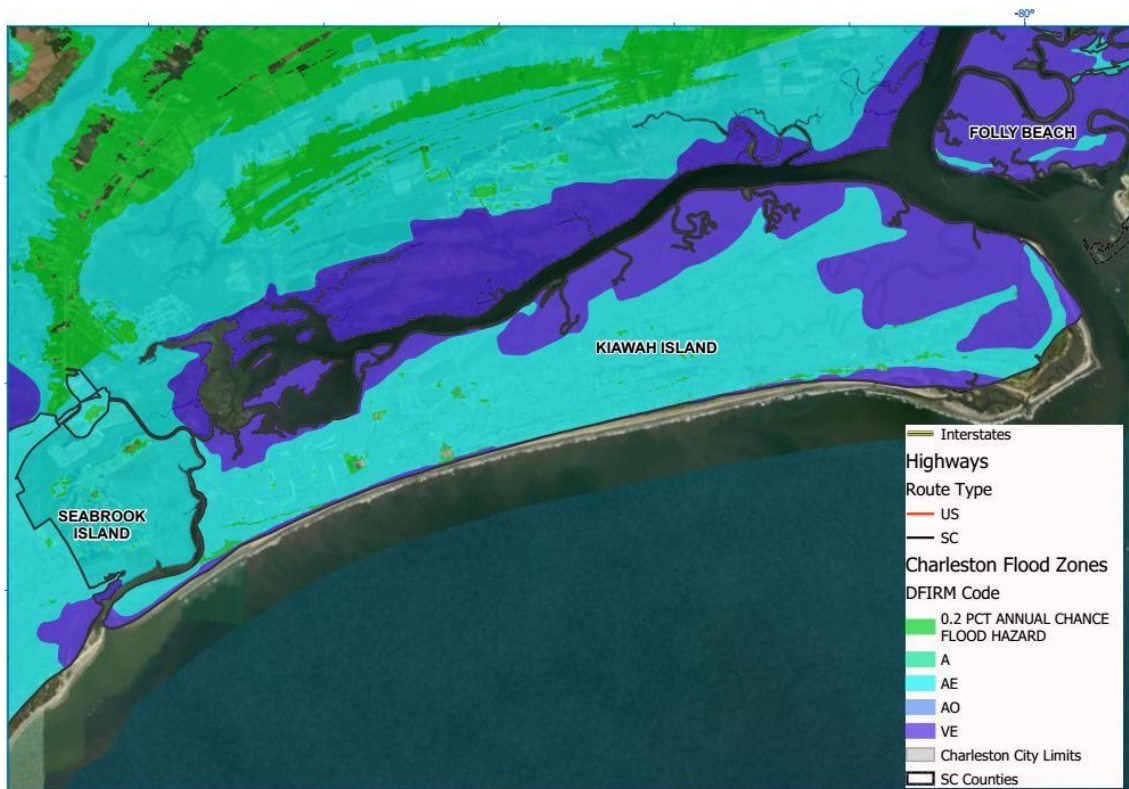 -80°
FOLLY BEACH
KIAWAH ISLAND
SEABROOK
ISLAND
Interstates
Highways
Route Type
US
SC
Charleston Flood Zones
DFIRM Code
0.2 PCT ANNUAL CHANCE
FLOOD HAZARD
A
AE
AO
VE
Charleston City Limits
SC Counties